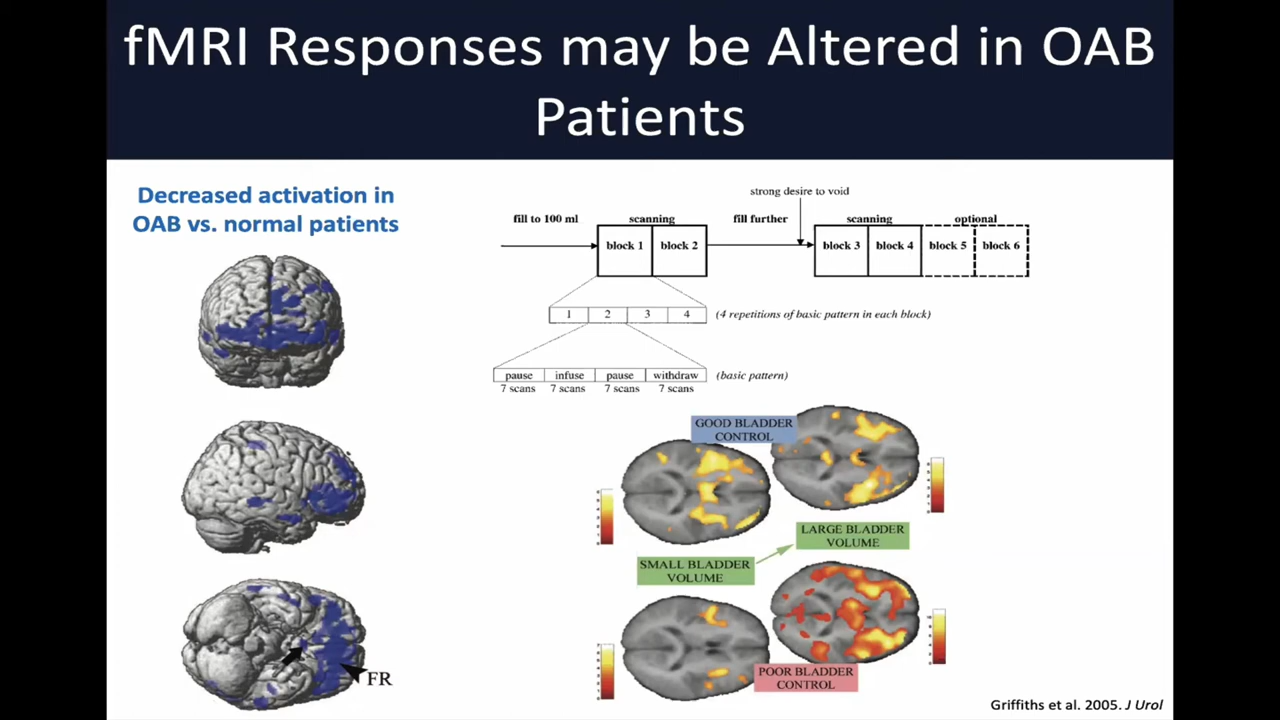 fMRI Responses may be Altered in OAB
Patients
Decreased activation in
OAB vs. normal patients
FR
strong desire to void
fill to 100 ml scanning fill further scanning optional
block 1 block 2 block 3 block 4 block 5 block 6
1 2 3 4 (4 repetitions of basic pattern in each block)
pause infuse pause withdraw (basic pattern)
7 scans 7 scans 7 scans 7 scans
GOOD BLADDER
CONTROL
LARGE BLADDER
VOLUME
SMALL BLADDER
VOLUME
POOR BLADDER
CONTROL
Griffiths et al. 2005. J Urol